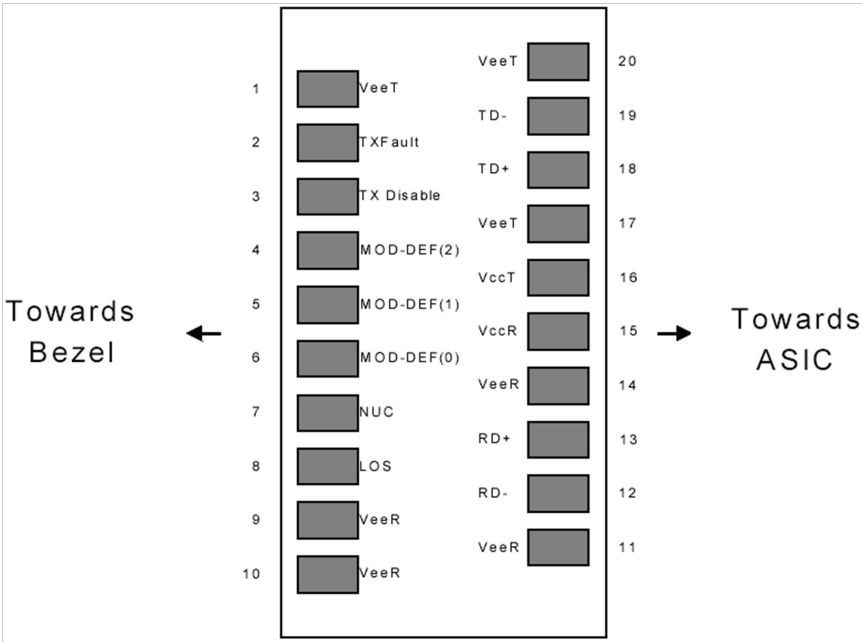 VeeT 20
1 VeeT
TD- 19
2 TXFault
TD+ 18
3 TX Disable
VeeT 17
4 MOD-DEF(2)
VccT 16
5 MOD-DEF(1)
Towards
Bezel
VccR 15
Towards
ASIC
6 MOD-DEF(0)
VeeR 14
7 NUC
RD+ 13
8 LOS
RD- 12
9 VeeR
VeeR 11
10 VeeR